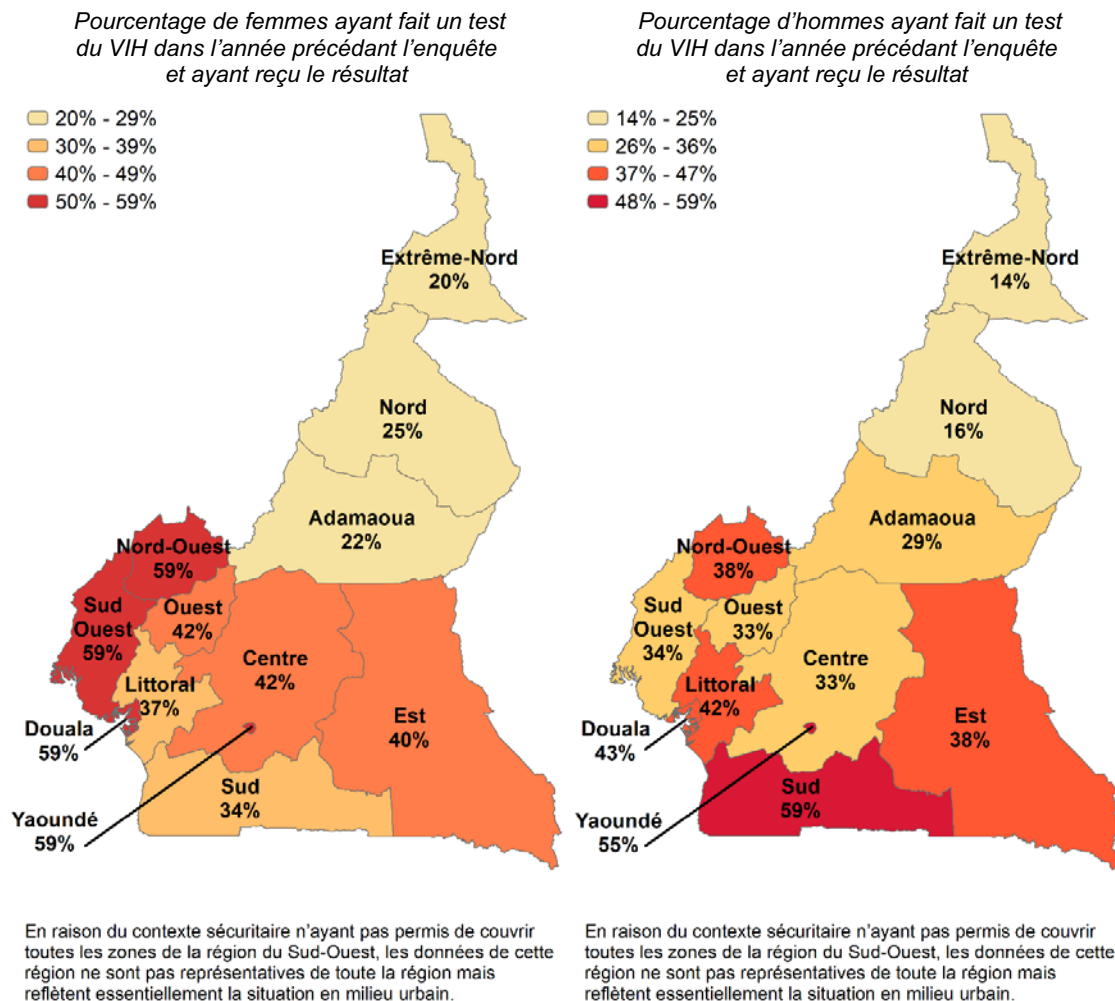 Pourcentage de femmes ayant fait un test
du VIH dans l’année précédant l’enquête
et ayant reçu le résultat
20% - 29%
30% - 39%
40% - 49%
50% - 59%
Extrême-Nord
20%
Nord
25%
Adamaoua
22%
Nord-Ouest
59%
Sud
Ouest
59%
Ouest
42%
Centre
42%
Littoral
37%
Est
40%
Douala
59%
Sud
34%
Yaoundé
59%
En raison du contexte sécuritaire n'ayant pas permis de couvrir
toutes les zones de la région du Sud-Ouest, les données de cette
région ne sont pas représentatives de toute la région mais
reflètent essentiellement la situation en milieu urbain.
Pourcentage d’hommes ayant fait un test
du VIH dans l’année précédant l’enquête
et ayant reçu le résultat
14% - 25%
26% - 36%
37% - 47%
48% - 59%
Extrême-Nord
14%
Nord
16%
Adamaoua
29%
Nord-Ouest
38%
Sud
Ouest
34%
Ouest
33%
Centre
33%
Littoral
42%
Est
38%
Douala
43%
Sud
59%
Yaoundé
55%
En raison du contexte sécuritaire n'ayant pas permis de couvrir
toutes les zones de la région du Sud-Ouest, les données de cette
région ne sont pas représentatives de toute la région mais
reflètent essentiellement la situation en milieu urbain.